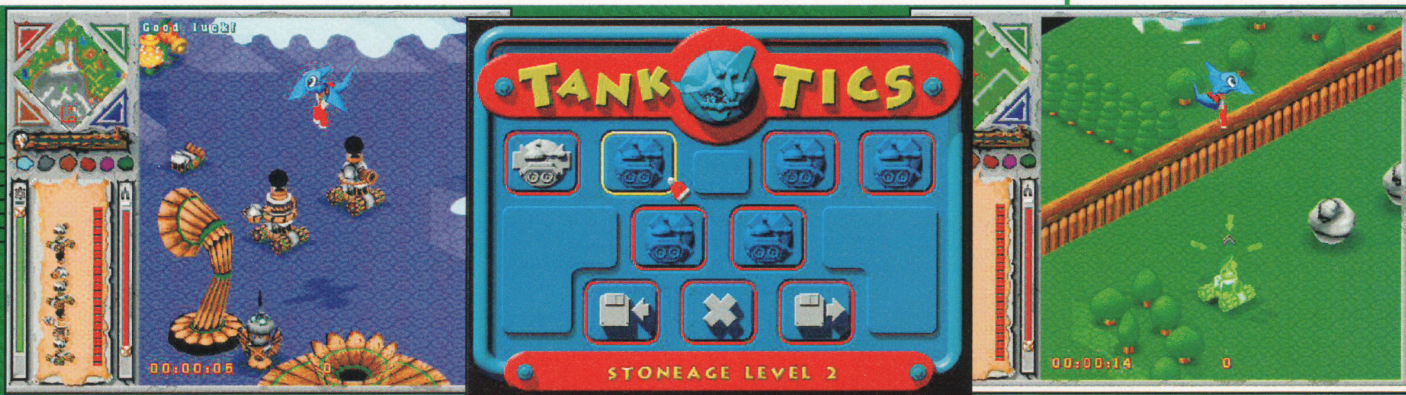 Good luck!
00:00:05 0
TANK TICS
STONEAGE LEVEL 2
00:00:14 0